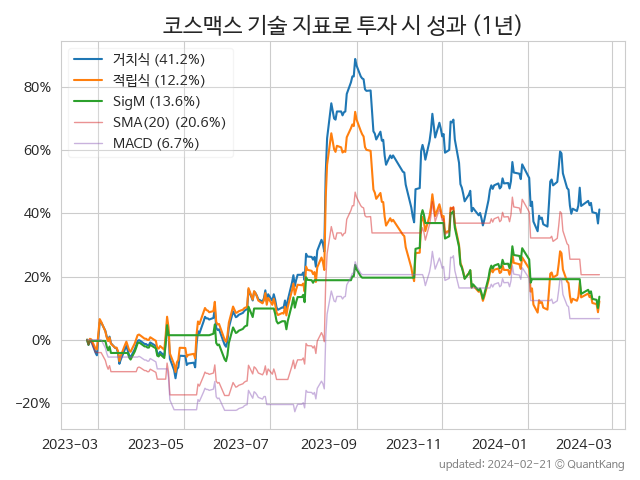 코스맥스 기술 지표로 투자 시 성과 (1년)
거치식 (41.2%)
적립식 (12.2%)
SigM (13.6%)
SMA(20) (20.6%)
MACD (6.7%)
80%
60%
40%
20%
0%
−20%
2023-03 2023-05 2023-07 2023-09 2023-11 2024-01 2024-03
updated: 2024-02-21 © QuantKang